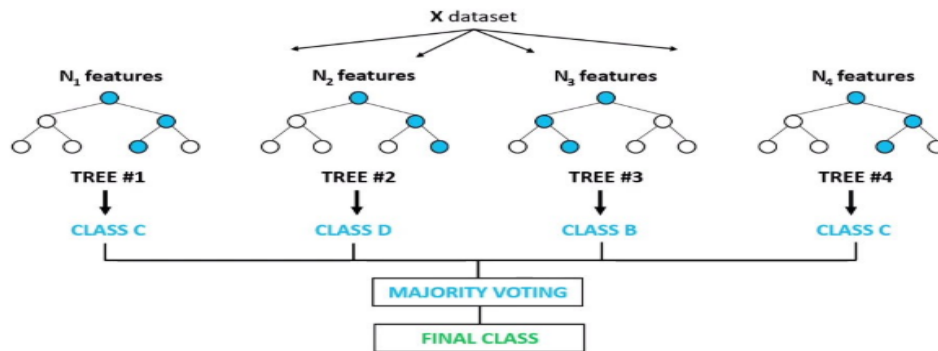 X dataset
N₁ features N₂ features N₃ features N₄ features
TREE #1 TREE #2 TREE #3 TREE #4
CLASS C CLASS D CLASS B CLASS C
MAJORITY VOTING
FINAL CLASS